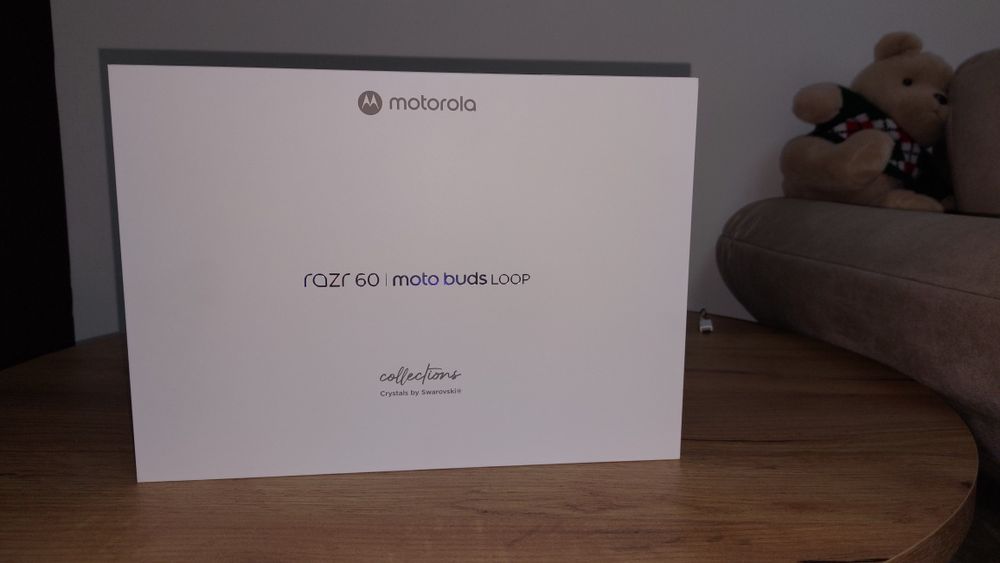 motorola
razr 60 | moto buds LOOP
collections
Crystals by Swarovski®